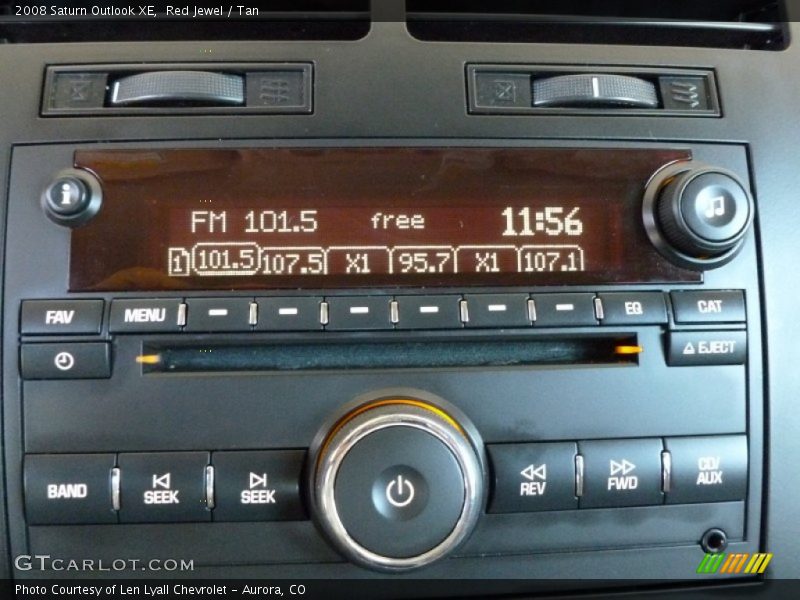 2008 Saturn Outlook XE,  Red Jewel / Tan
FM 101.5 free 11:56
1 101.5 107.5 X1 95.7 X1 107.1
FAV MENU EQ CAT
EJECT
BAND SEEK SEEK REV FWD CD/AUX
GTCARLOT.COM
Photo Courtesy of Len Lyall Chevrolet - Aurora, CO